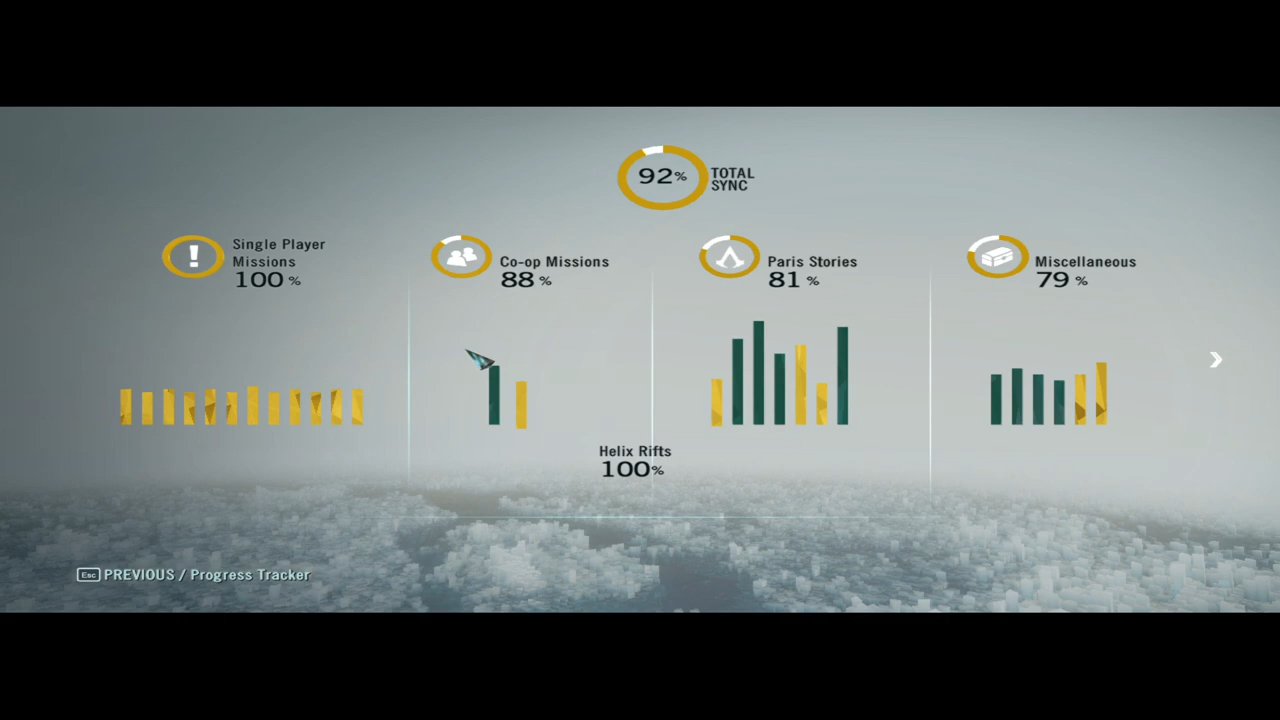 92%
TOTAL
SYNC
Single Player
Missions
100 %
Co-op Missions
88 %
Paris Stories
81 %
Miscellaneous
79 %
Helix Rifts
100%
Esc PREVIOUS / Progress Tracker